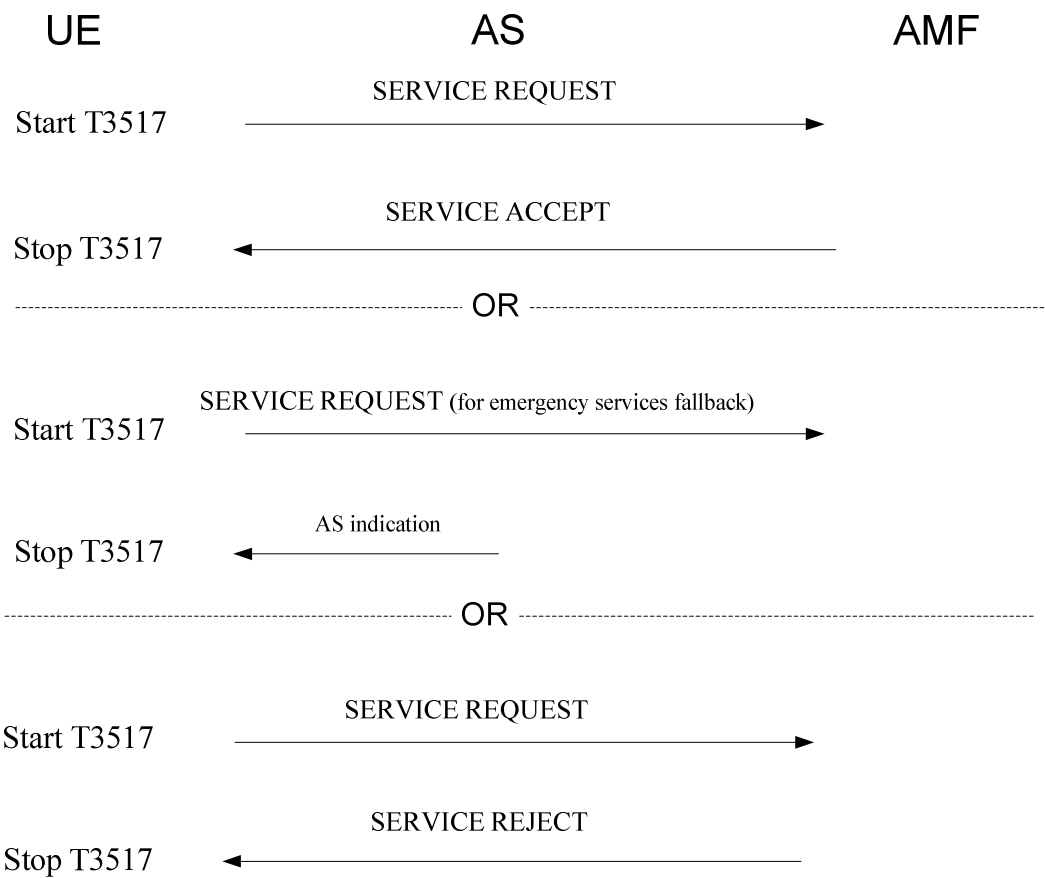 UE AS AMF
SERVICE REQUEST
Start T3517
SERVICE ACCEPT
Stop T3517
OR
SERVICE REQUEST (for emergency services fallback)
Start T3517
AS indication
Stop T3517
OR
SERVICE REQUEST
Start T3517
SERVICE REJECT
Stop T3517